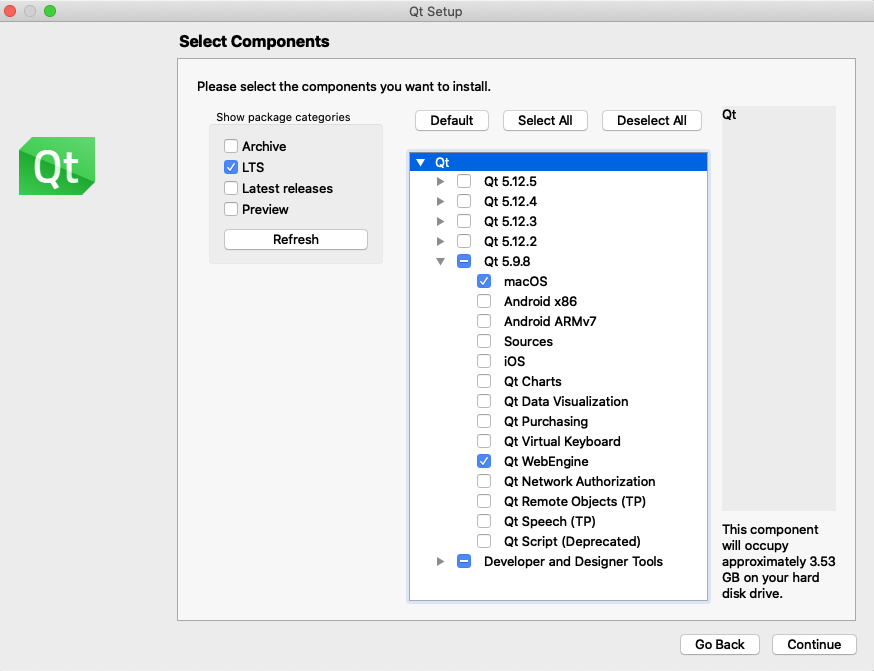 Qt Setup
Select Components
Please select the components you want to install.
Show package categories
Archive
LTS
Latest releases
Preview
Refresh
Default
Select All
Deselect All
Qt
Qt 5.12.5
Qt 5.12.4
Qt 5.12.3
Qt 5.12.2
Qt 5.9.8
macOS
Android x86
Android ARMv7
Sources
iOS
Qt Charts
Qt Data Visualization
Qt Purchasing
Qt Virtual Keyboard
Qt WebEngine
Qt Network Authorization
Qt Remote Objects (TP)
Qt Speech (TP)
Qt Script (Deprecated)
Developer and Designer Tools
Qt
This component
will occupy
approximately 3.53
GB on your hard
disk drive.
Qt
Go Back
Continue